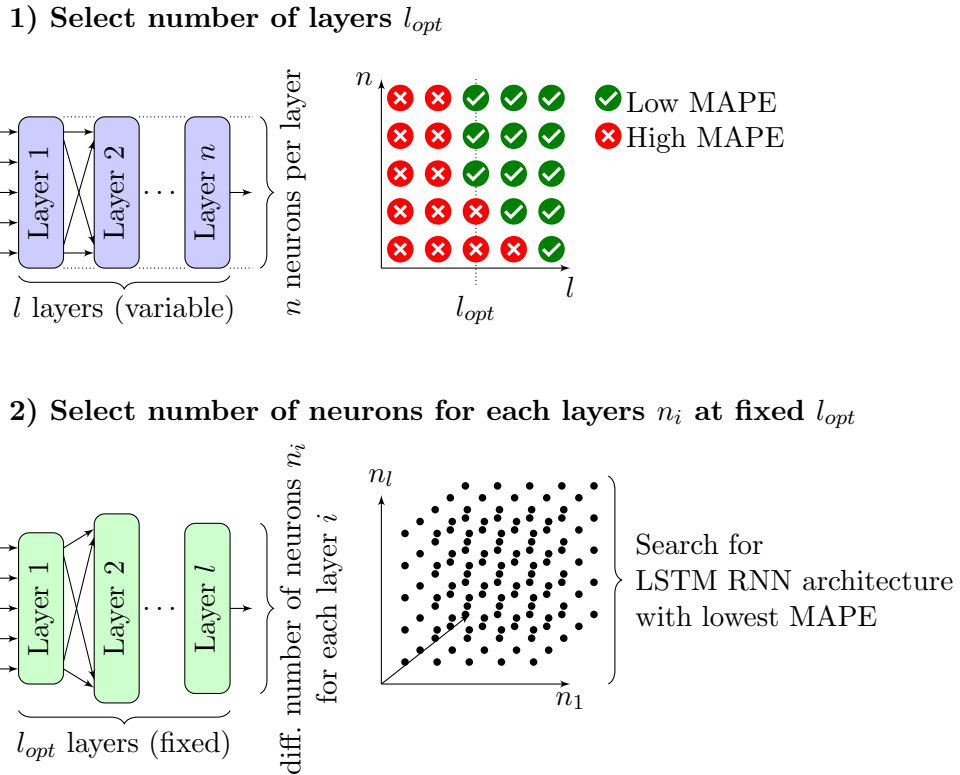 1) Select number of layers l_opt
Layer 1
Layer 2
...
Layer n
n neurons per layer
l layers (variable)
n
l
l_opt
Low MAPE
High MAPE
2) Select number of neurons for each layers n_i at fixed l_opt
Layer 1
Layer 2
...
Layer l
diff. number of neurons n_i
for each layer i
l_opt layers (fixed)
n_l
n_1
Search for
LSTM RNN architecture
with lowest MAPE